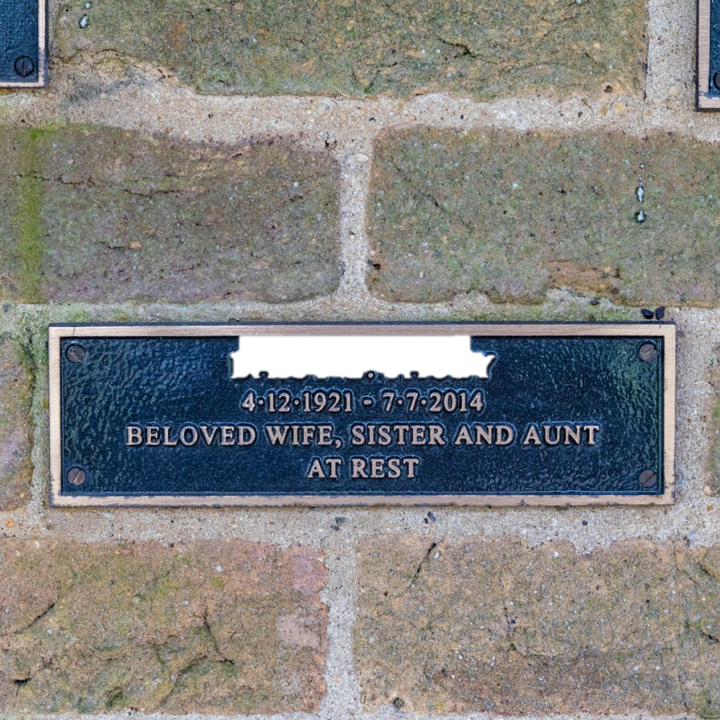 4·12·1921 - 7·7·2014
BELOVED WIFE, SISTER AND AUNT
AT REST